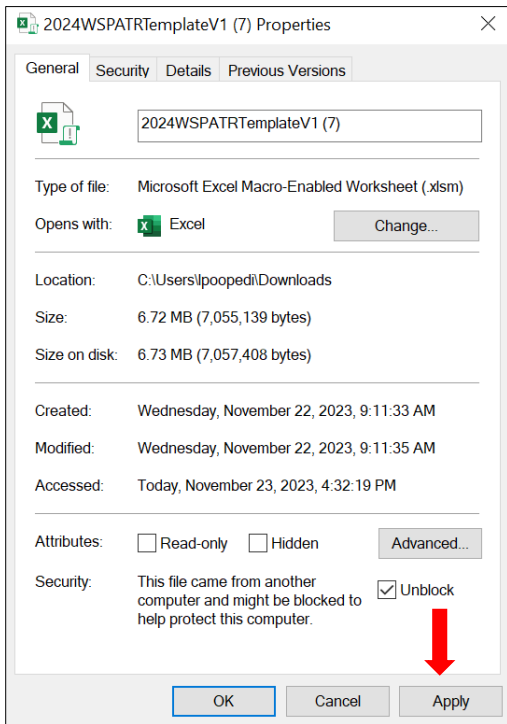 2024WSPATRTemplateV1 (7) Properties
General Security Details Previous Versions
2024WSPATRTemplateV1 (7)
Type of file: Microsoft Excel Macro-Enabled Worksheet (.xlsm)
Opens with: Excel Change...
Location: C:\Users\lpoopedi\Downloads
Size: 6.72 MB (7,055,139 bytes)
Size on disk: 6.73 MB (7,057,408 bytes)
Created: Wednesday, November 22, 2023, 9:11:33 AM
Modified: Wednesday, November 22, 2023, 9:11:35 AM
Accessed: Today, November 23, 2023, 4:32:19 PM
Attributes: Read-only Hidden Advanced...
Security: This file came from another
computer and might be blocked to
help protect this computer.
Unblock
OK Cancel Apply